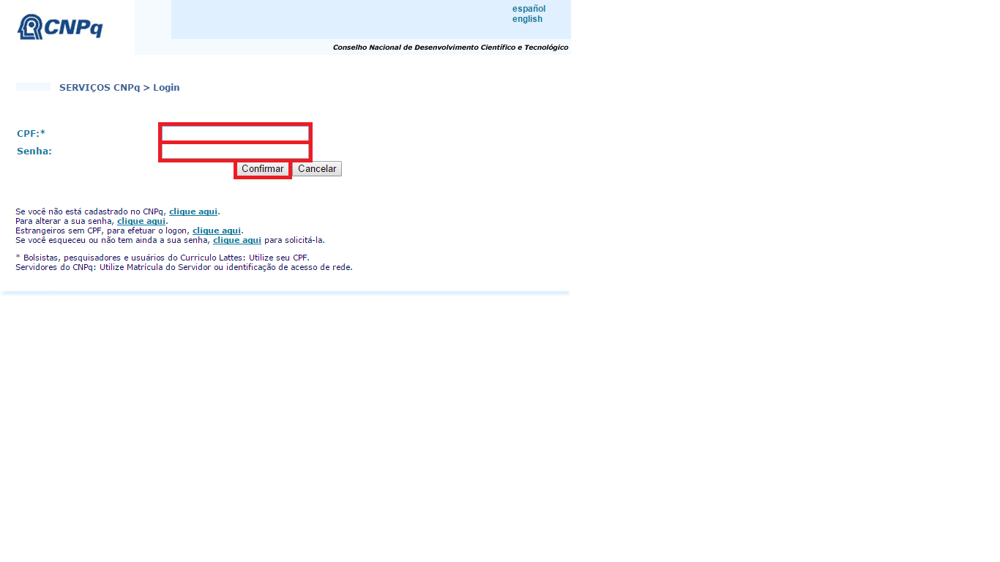 CNPq
español
english
Conselho Nacional de Desenvolvimento Científico e Tecnológico
SERVIÇOS CNPq > Login
CPF:*
Senha:
Confirmar Cancelar
Se você não está cadastrado no CNPq, clique aqui.
Para alterar a sua senha, clique aqui.
Estrangeiros sem CPF, para efetuar o logon, clique aqui.
Se você esqueceu ou não tem ainda a sua senha, clique aqui para solicitá-la.
* Bolsistas, pesquisadores e usuários do Curriculo Lattes: Utilize seu CPF.
Servidores do CNPq: Utilize Matrícula do Servidor ou identificação de acesso de rede.